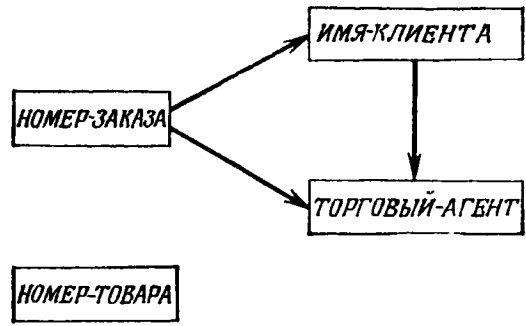 ИМЯ-КЛИЕНТА
НОМЕР-ЗАКАЗА
ТОРГОВЫЙ-АГЕНТ
НОМЕР-ТОВАРА